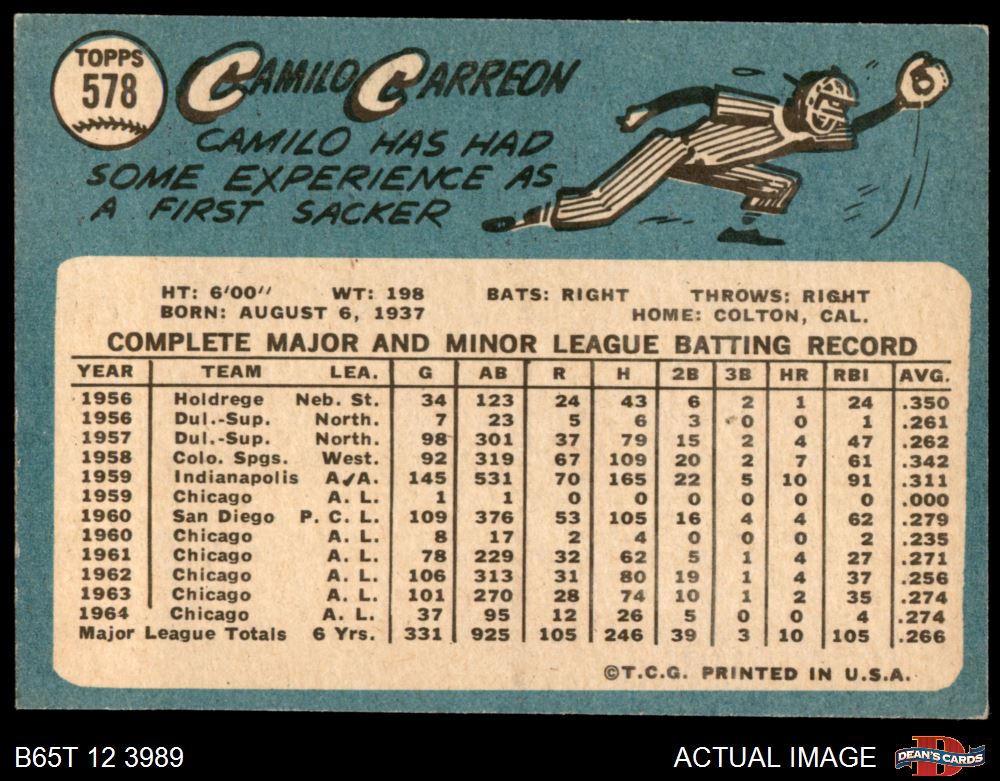 TOPPS
578
CAMILO CARREON
CAMILO HAS HAD
SOME EXPERIENCE AS
A FIRST SACKER
HT: 6'00" WT: 198 BATS: RIGHT THROWS: RIGHT
BORN: AUGUST 6, 1937 HOME: COLTON, CAL.
COMPLETE MAJOR AND MINOR LEAGUE BATTING RECORD
YEAR TEAM LEA. G AB R H 2B 3B HR RBI AVG.
1956 Holdrege Neb. St. 34 123 24 43 6 2 1 24 .350
1956 Dul.-Sup. North. 7 23 5 6 3 0 0 1 .261
1957 Dul.-Sup. North. 98 301 37 79 15 2 4 47 .262
1958 Colo. Spgs. West. 92 319 67 109 20 2 7 61 .342
1959 Indianapolis A.A. 145 531 70 165 22 5 10 91 .311
1959 Chicago A. L. 1 1 0 0 0 0 0 0 .000
1960 San Diego P. C. L. 109 376 53 105 16 4 4 62 .279
1960 Chicago A. L. 8 17 2 4 0 0 0 2 .235
1961 Chicago A. L. 78 229 32 62 5 1 4 27 .271
1962 Chicago A. L. 106 313 31 80 19 1 4 37 .256
1963 Chicago A. L. 101 270 28 74 10 1 2 35 .274
1964 Chicago A. L. 37 95 12 26 5 0 0 4 .274
Major League Totals 6 Yrs. 331 925 105 246 39 3 10 105 .266
©T.C.G. PRINTED IN U.S.A.
B65T 12 3989 ACTUAL IMAGE DEAN'S CARDS